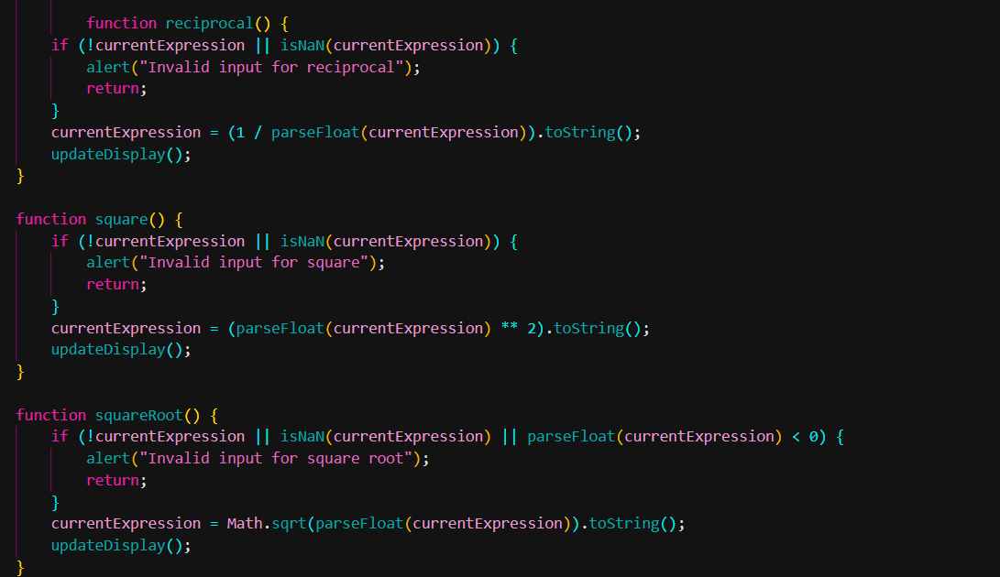 function reciprocal() {
    if (!currentExpression || isNaN(currentExpression)) {
        alert("Invalid input for reciprocal");
        return;
    }
    currentExpression = (1 / parseFloat(currentExpression)).toString();
    updateDisplay();
}

function square() {
    if (!currentExpression || isNaN(currentExpression)) {
        alert("Invalid input for square");
        return;
    }
    currentExpression = (parseFloat(currentExpression) ** 2).toString();
    updateDisplay();
}

function squareRoot() {
    if (!currentExpression || isNaN(currentExpression) || parseFloat(currentExpression) < 0) {
        alert("Invalid input for square root");
        return;
    }
    currentExpression = Math.sqrt(parseFloat(currentExpression)).toString();
    updateDisplay();
}